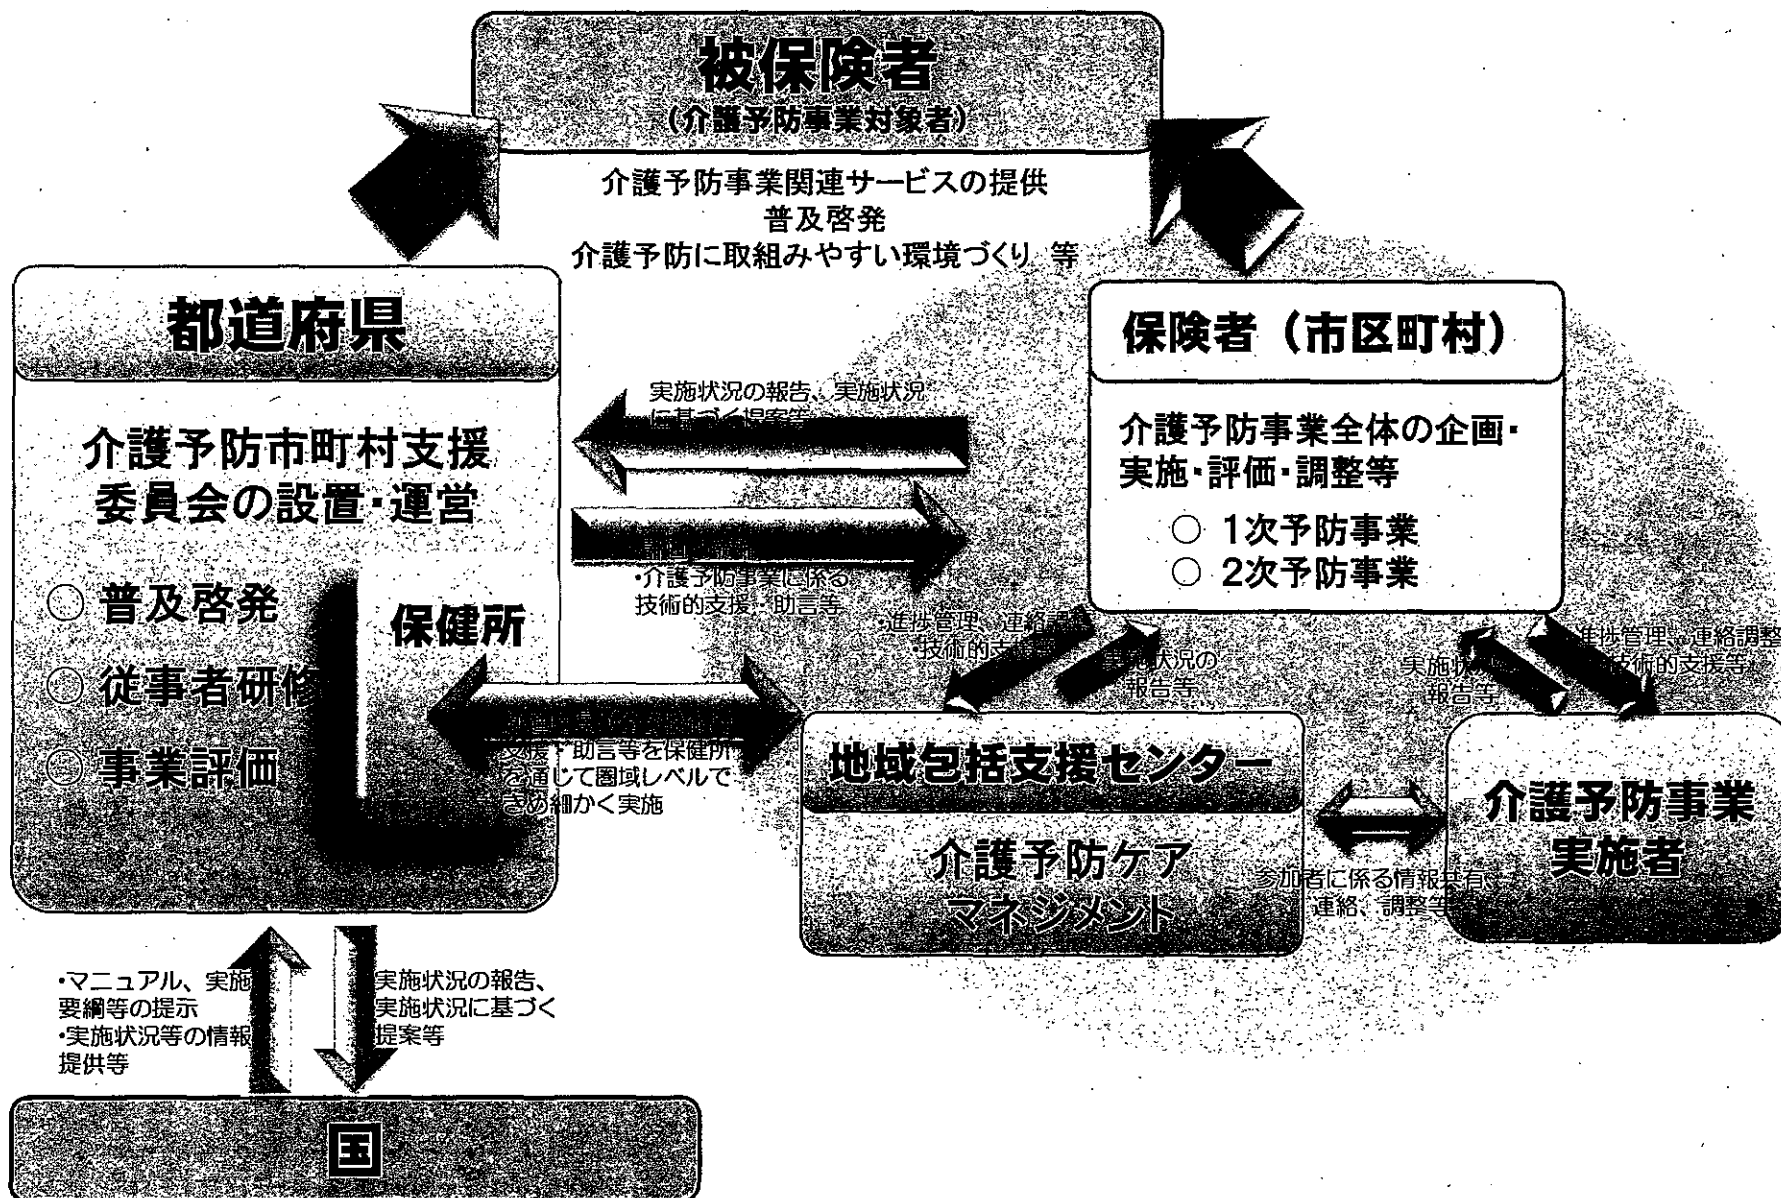 被保険者
(介護予防事業対象者)
介護予防事業関連サービスの提供
普及啓発
介護予防に取組みやすい環境づくり 等
都道府県
介護予防市町村支援
委員会の設置・運営
○ 普及啓発
○ 従事者研修
○ 事業評価
保健所
実施状況の報告、実施状況
に基づく提案等
・介護予防事業に係る
技術的支援・助言等
保険者（市区町村）
介護予防事業全体の企画・
実施・評価・調整等
○ 1次予防事業
○ 2次予防事業
・進捗管理、連絡調整
・技術的支援
実施状況の
報告等
実施状況
報告等
進捗管理、連絡調整
技術的支援等
支援・助言等を保健所
を通じて圏域レベルで
きめ細かく実施
地域包括支援センター
介護予防ケア
マネジメント
介護予防事業
実施者
参加者に係る情報共有
連絡、調整等
・マニュアル、実施
要綱等の提示
・実施状況等の情報
提供等
実施状況の報告、
実施状況に基づく
提案等
国